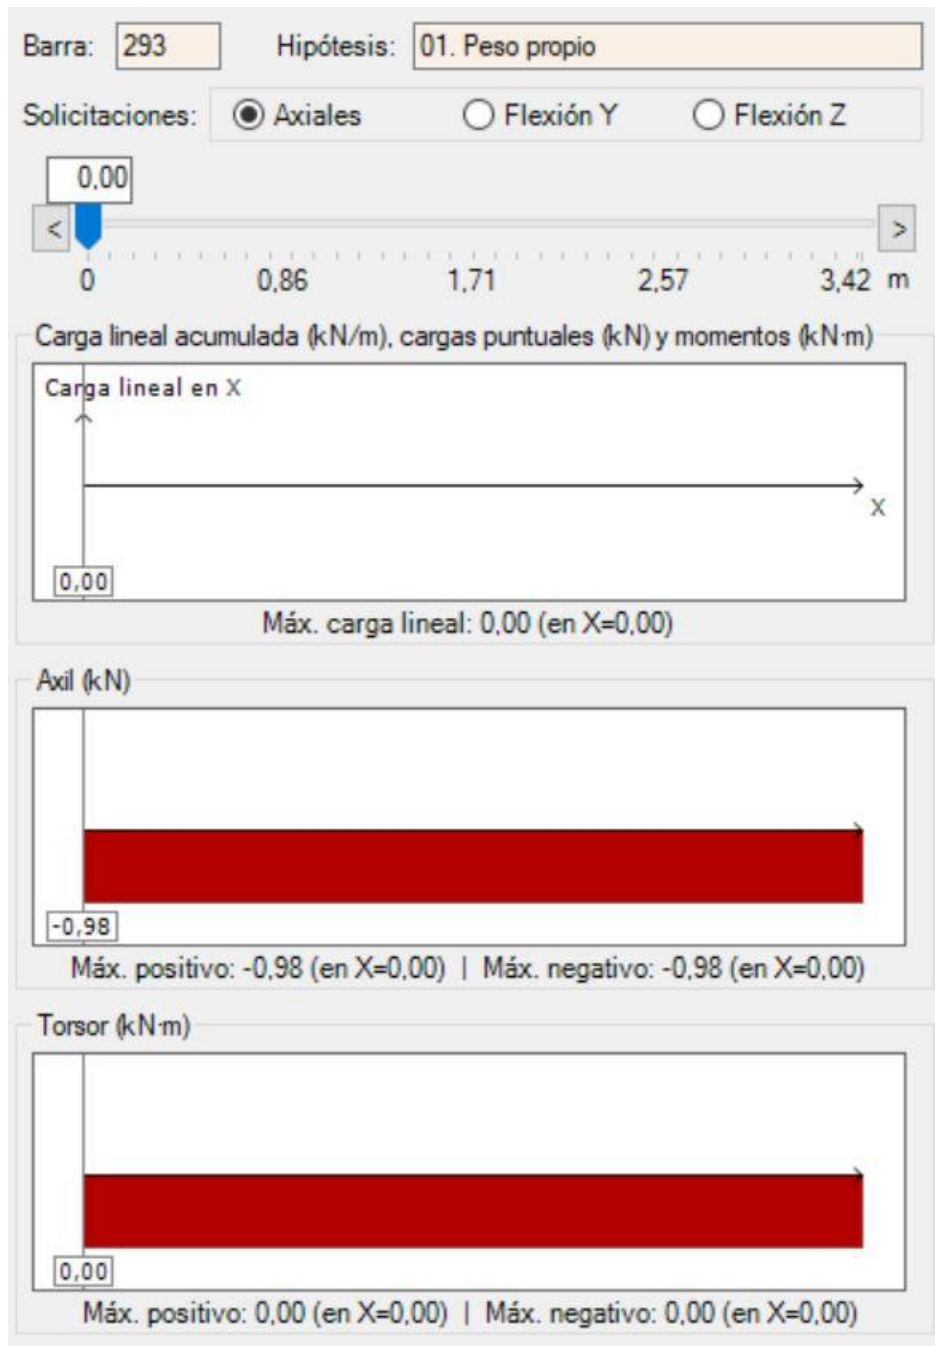 Barra: 293 Hipótesis: 01. Peso propio
Solicitaciones: Axiales Flexión Y Flexión Z
0,00
< >
0 0,86 1,71 2,57 3,42 m
Carga lineal acumulada (kN/m), cargas puntuales (kN) y momentos (kN·m)
Carga lineal en X
X
0,00
Máx. carga lineal: 0,00 (en X=0,00)
Axil (kN)
-0,98
Máx. positivo: -0,98 (en X=0,00) | Máx. negativo: -0,98 (en X=0,00)
Torsor (kN·m)
0,00
Máx. positivo: 0,00 (en X=0,00) | Máx. negativo: 0,00 (en X=0,00)